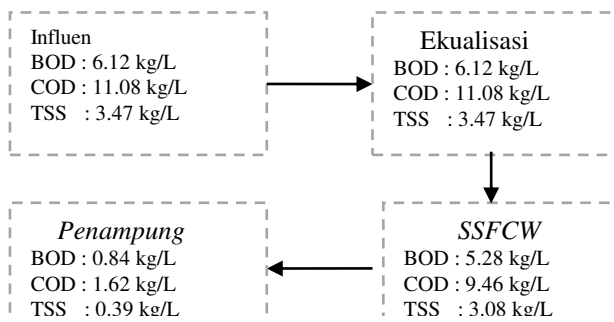 Influen
BOD : 6.12 kg/L
COD : 11.08 kg/L
TSS : 3.47 kg/L
Ekualisasi
BOD : 6.12 kg/L
COD : 11.08 kg/L
TSS : 3.47 kg/L
Penampung
BOD : 0.84 kg/L
COD : 1.62 kg/L
TSS : 0.39 kg/L
SSFCW
BOD : 5.28 kg/L
COD : 9.46 kg/L
TSS : 3.08 kg/L